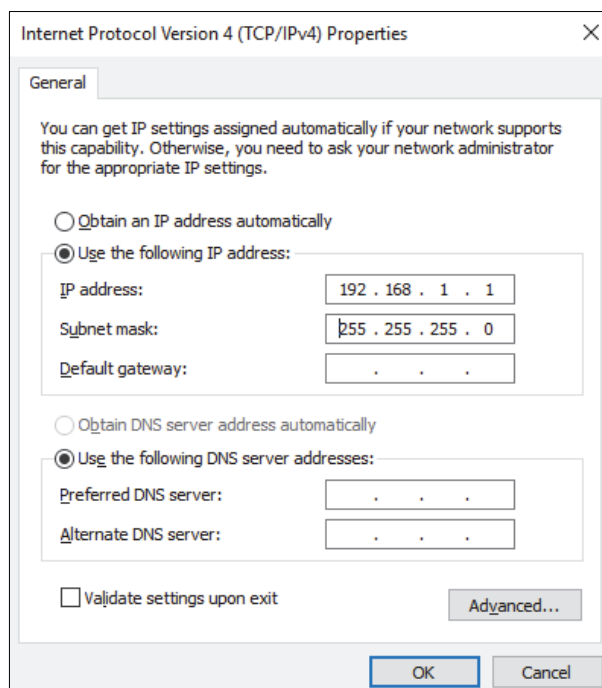 Internet Protocol Version 4 (TCP/IPv4) Properties
General
You can get IP settings assigned automatically if your network supports
this capability. Otherwise, you need to ask your network administrator
for the appropriate IP settings.
Obtain an IP address automatically
Use the following IP address:
IP address: 192 . 168 . 1 . 1
Subnet mask: 255 . 255 . 255 . 0
Default gateway: . . .
Obtain DNS server address automatically
Use the following DNS server addresses:
Preferred DNS server: . . .
Alternate DNS server: . . .
Validate settings upon exit
Advanced...
OK Cancel